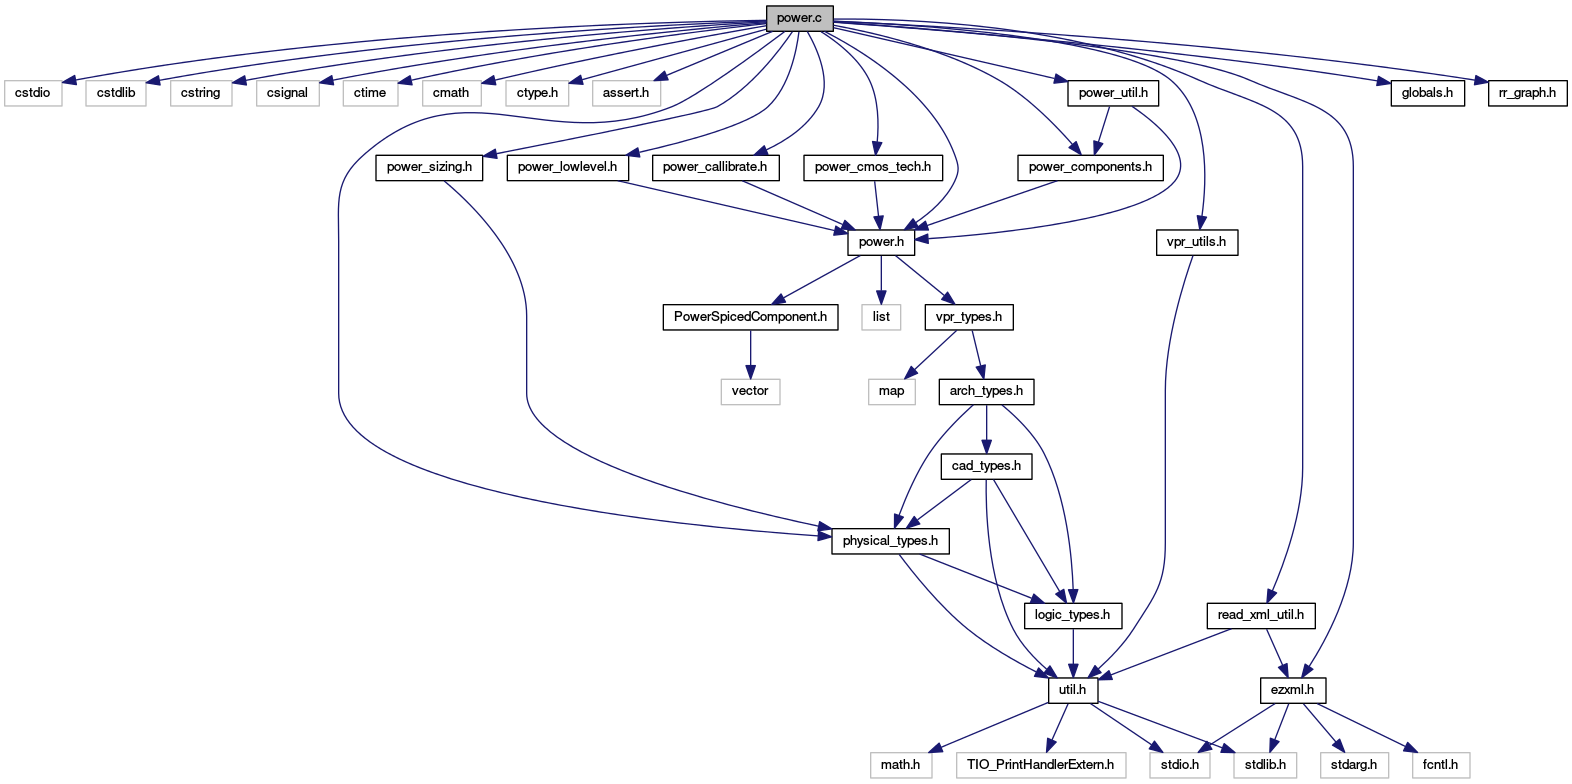 power.c
cstdio
cstdlib
cstring
csignal
ctime
cmath
ctype.h
assert.h
power_util.h
globals.h
rr_graph.h
power_sizing.h
power_lowlevel.h
power_callibrate.h
power_cmos_tech.h
power_components.h
power.h
vpr_utils.h
PowerSpicedComponent.h
list
vpr_types.h
vector
map
arch_types.h
cad_types.h
physical_types.h
logic_types.h
read_xml_util.h
util.h
ezxml.h
math.h
TIO_PrintHandlerExtern.h
stdio.h
stdlib.h
stdarg.h
fcntl.h